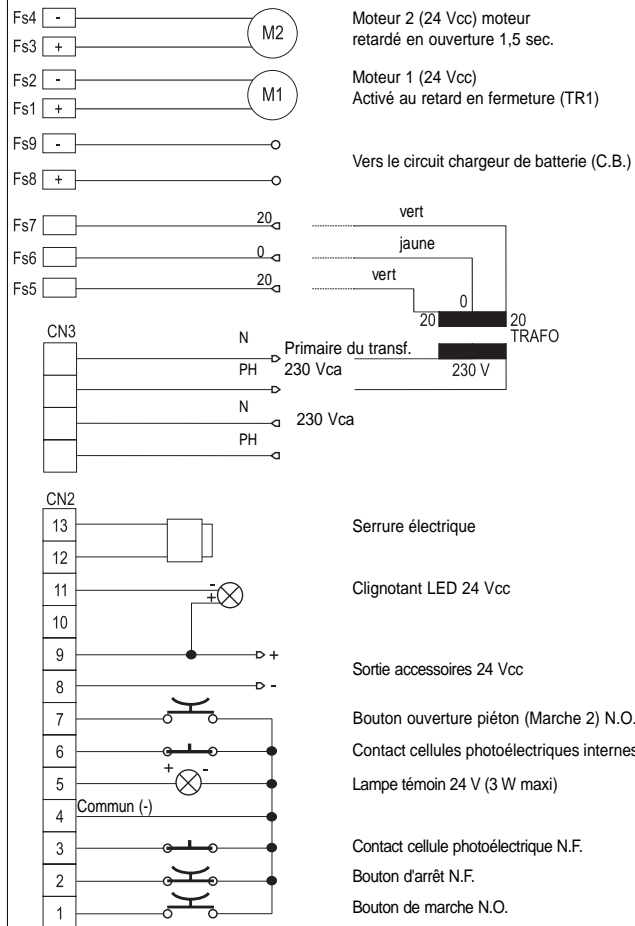 Fs4 -
Fs3 +
M2
Moteur 2 (24 Vcc) moteur
retardé en ouverture 1,5 sec.
Fs2 -
Fs1 +
M1
Moteur 1 (24 Vcc)
Activé au retard en fermeture (TR1)
Fs9 -
Fs8 +
Vers le circuit chargeur de batterie (C.B.)
Fs7 20 vert
Fs6 0 jaune
Fs5 20 vert
0
20 20
TRAFO
CN3
N
Primaire du transf.
PH 230 Vca 230 V
N
230 Vca
PH
CN2
13 Serrure électrique
12
11 - Clignotant LED 24 Vcc
+
10
9 +
Sortie accessoires 24 Vcc
8 -
7 Bouton ouverture piéton (Marche 2) N.O.
6 Contact cellules photoélectriques internes
5 + - Lampe témoin 24 V (3 W maxi)
4 Commun (-)
3 Contact cellule photoélectrique N.F.
2 Bouton d'arrêt N.F.
1 Bouton de marche N.O.